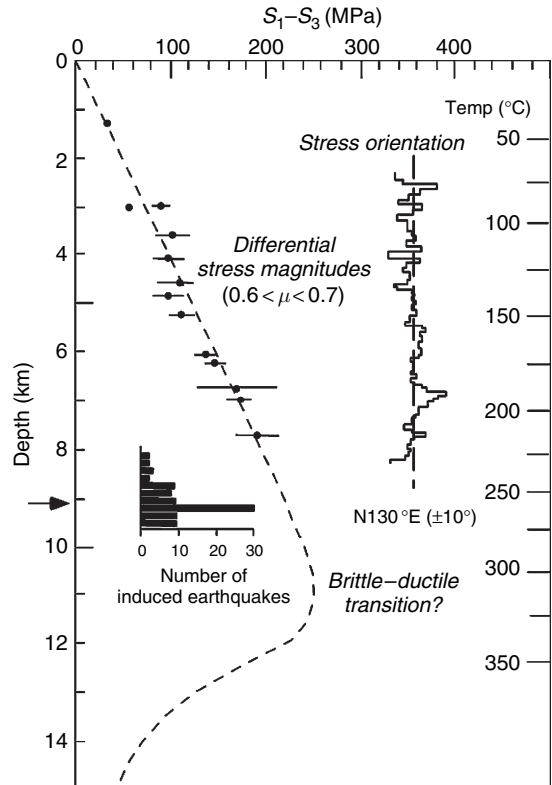 S₁–S₃ (MPa)
0 100 200 300 400
Temp (°C)
0
2
4
6
8
10
12
14
Depth (km)
50
100
150
200
250
300
350
Stress orientation
Differential
stress magnitudes
(0.6 < μ < 0.7)
N130 °E (±10°)
0 10 20 30
Number of
induced earthquakes
Brittle–ductile
transition?